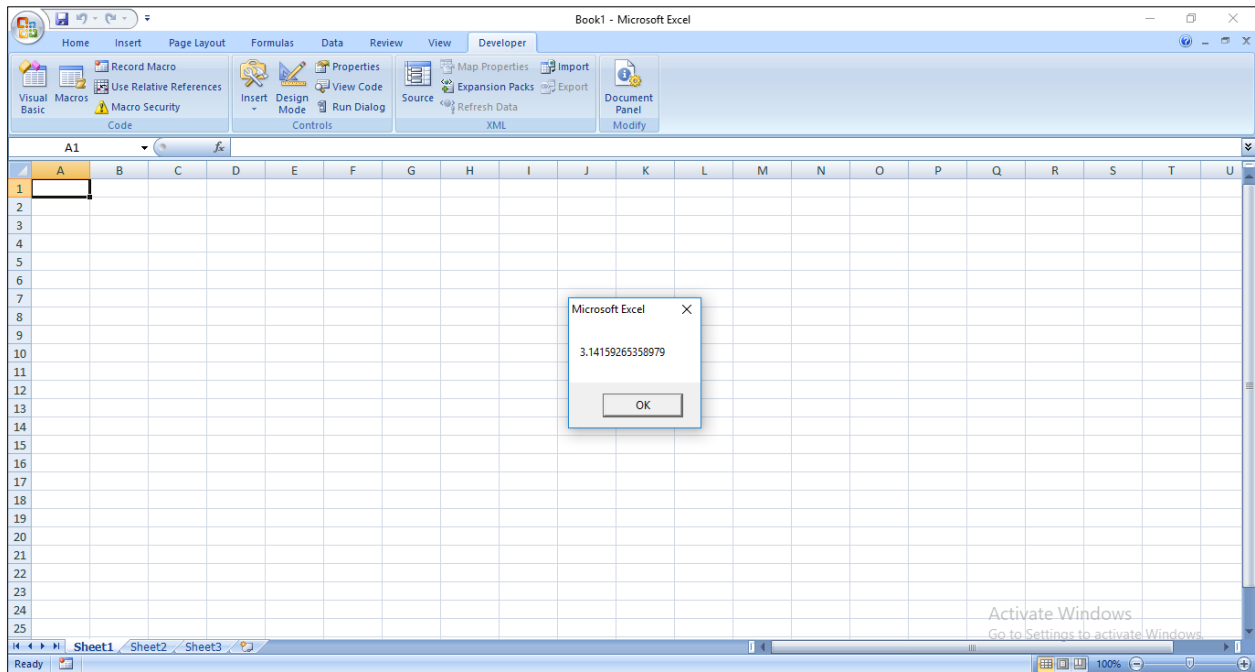 Book1 - Microsoft Excel
Home Insert Page Layout Formulas Data Review View Developer
Visual Basic
Macros
Record Macro
Use Relative References
Macro Security
Code
Insert
Design Mode
Properties
View Code
Run Dialog
Controls
Source
Map Properties
Expansion Packs
Refresh Data
Import
Export
XML
Document Panel
Modify
A1
fx
A B C D E F G H I J K L M N O P Q R S T U
1
2
3
4
5
6
7
8
9
10
11
12
13
14
15
16
17
18
19
20
21
22
23
24
25
Microsoft Excel
3.14159265358979
OK
Activate Windows
Go to Settings to activate Windows.
Sheet1 Sheet2 Sheet3
Ready
100%